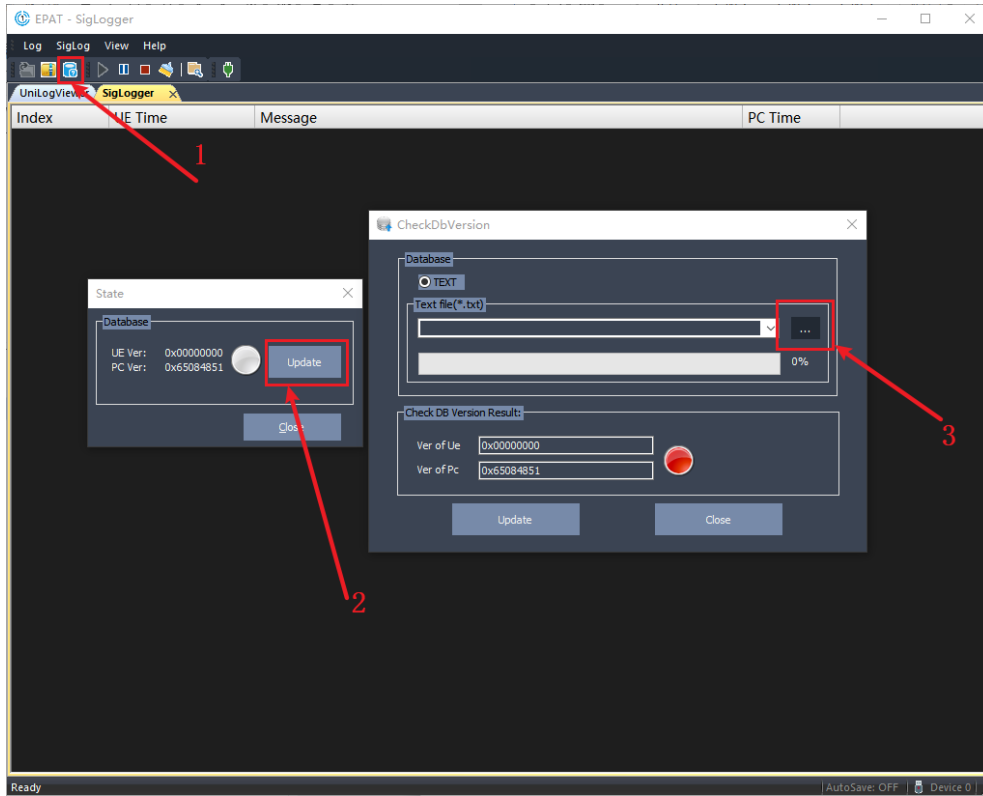 EPAT - SigLogger
Log SigLog View Help
UniLogViewer SigLogger
Index UE Time Message PC Time
1
CheckDbVersion
Database
TEXT
Text file(*.txt)
...
0%
3
State
Database
UE Ver: 0x00000000
PC Ver: 0x65084851
Update
Close
2
Check DB Version Result:
Ver of Ue 0x00000000
Ver of Pc 0x65084851
Update Close
Ready AutoSave: OFF Device 0